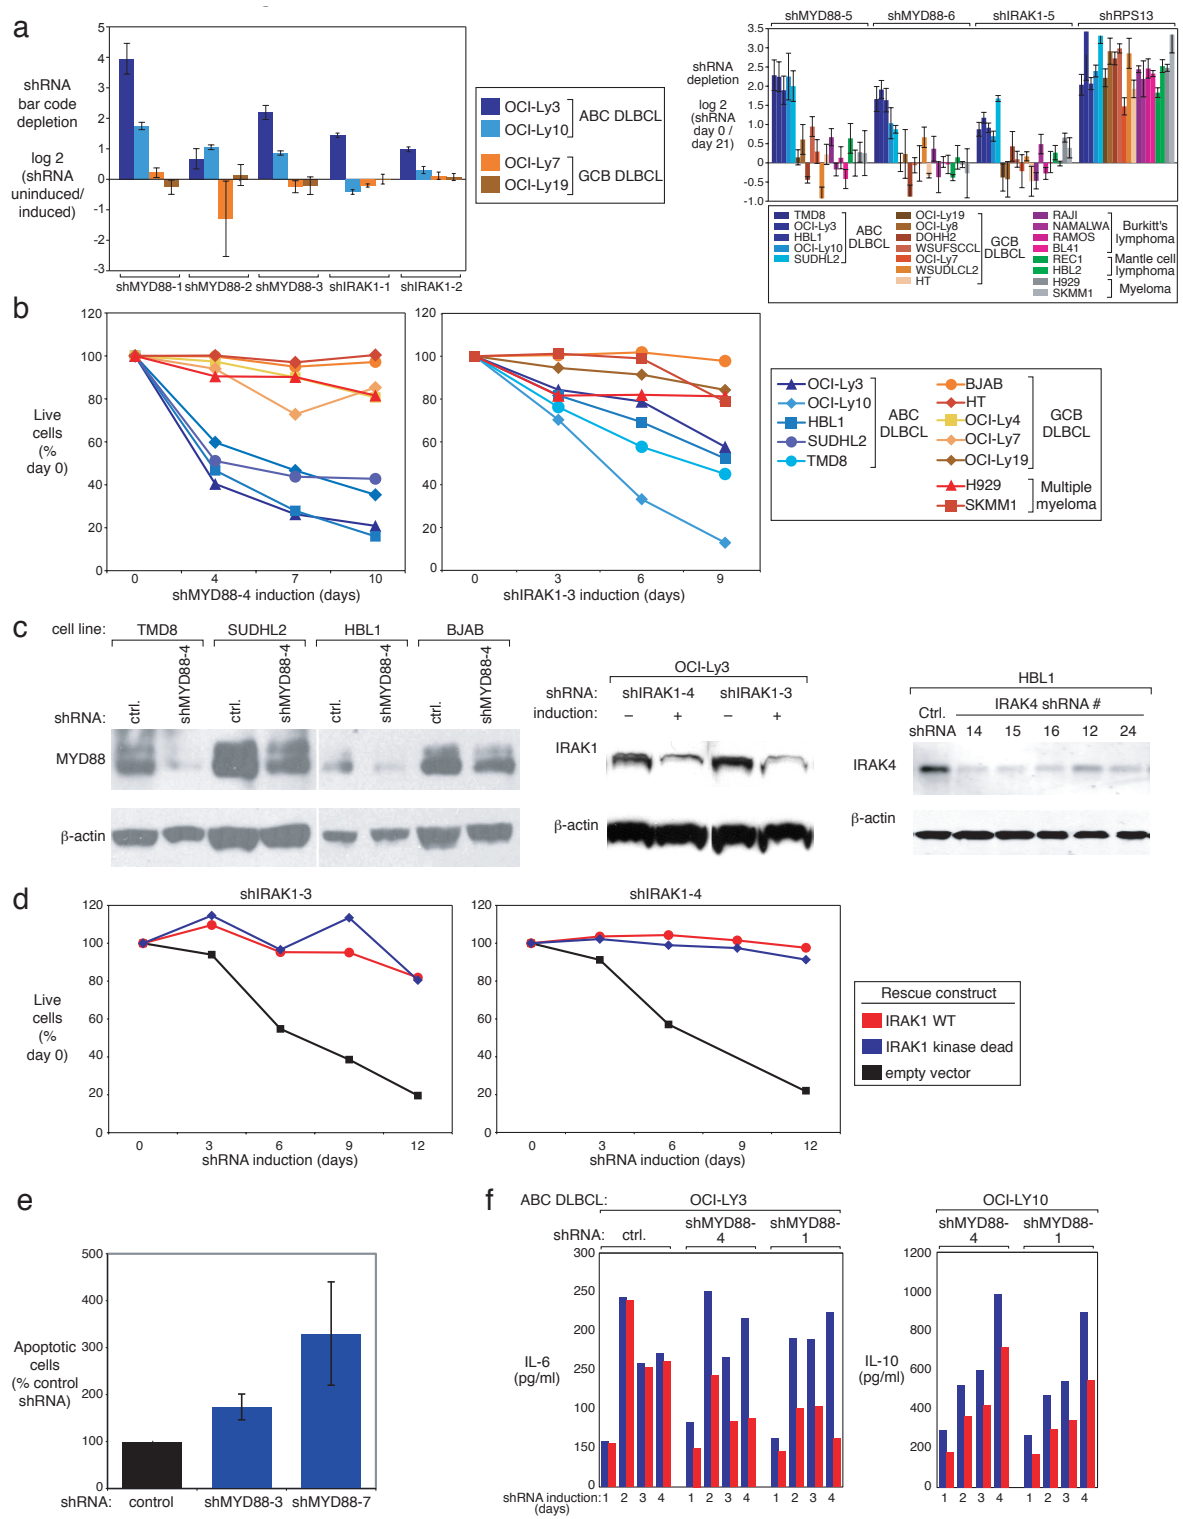 a
shRNA
bar code
depletion
log 2
(shRNA
uninduced/
induced)
5
4
3
2
1
0
-1
-2
-3
shMYD88-1
shMYD88-2
shMYD88-3
shIRAK1-1
shIRAK1-2
OCI-Ly3
OCI-Ly10
ABC DLBCL
OCI-Ly7
OCI-Ly19
GCB DLBCL
shMYD88-5
shMYD88-6
shIRAK1-5
shRPS13
shRNA
depletion
log 2
(shRNA
day 0 /
day 21)
3.5
3.0
2.5
2.0
1.5
1.0
0.5
0
-0.5
-1.0
TMD8
OCI-Ly3
HBL1
OCI-Ly10
SUDHL2
ABC
DLBCL
OCI-Ly19
OCI-Ly8
DOHH2
WSUFSCCL
OCI-Ly7
WSUDLCL2
HT
GCB
DLBCL
RAJI
NAMALWA
RAMOS
BL41
Burkitt's
lymphoma
REC1
HBL2
Mantle cell
lymphoma
H929
SKMM1
Myeloma
b
Live
cells
(%
day 0)
120
100
80
60
40
20
0
0
4
7
10
shMYD88-4 induction (days)
120
100
80
60
40
20
0
0
3
6
9
shIRAK1-3 induction (days)
OCI-Ly3
OCI-Ly10
HBL1
SUDHL2
TMD8
ABC
DLBCL
BJAB
HT
OCI-Ly4
OCI-Ly7
OCI-Ly19
GCB
DLBCL
H929
SKMM1
Multiple
myeloma
c
cell line:
TMD8
SUDHL2
HBL1
BJAB
shRNA:
ctrl.
shMYD88-4
ctrl.
shMYD88-4
ctrl.
shMYD88-4
ctrl.
shMYD88-4
MYD88
β-actin
OCI-Ly3
shRNA:
shIRAK1-4
shIRAK1-3
induction:
– + – +
IRAK1
β-actin
HBL1
Ctrl.
shRNA
IRAK4 shRNA #
14 15 16 12 24
IRAK4
β-actin
d
shIRAK1-3
Live
cells
(%
day 0)
120
100
80
60
40
20
0
0
3
6
9
12
shRNA induction (days)
shIRAK1-4
120
100
80
60
40
20
0
0
3
6
9
12
shRNA induction (days)
Rescue construct
IRAK1 WT
IRAK1 kinase dead
empty vector
e
Apoptotic
cells
(% control
shRNA)
500
400
300
200
100
0
shRNA:
control
shMYD88-3
shMYD88-7
f
ABC DLBCL:
OCI-LY3
shRNA:
ctrl.
shMYD88-
4
shMYD88-
1
IL-6
(pg/ml)
300
250
200
150
100
150
0
shRNA induction:
(days)
1 2 3 4
1 2 3 4
1 2 3 4
OCI-LY10
shMYD88-
4
shMYD88-
1
IL-10
(pg/ml)
1200
1000
800
600
400
200
0
1 2 3 4
1 2 3 4